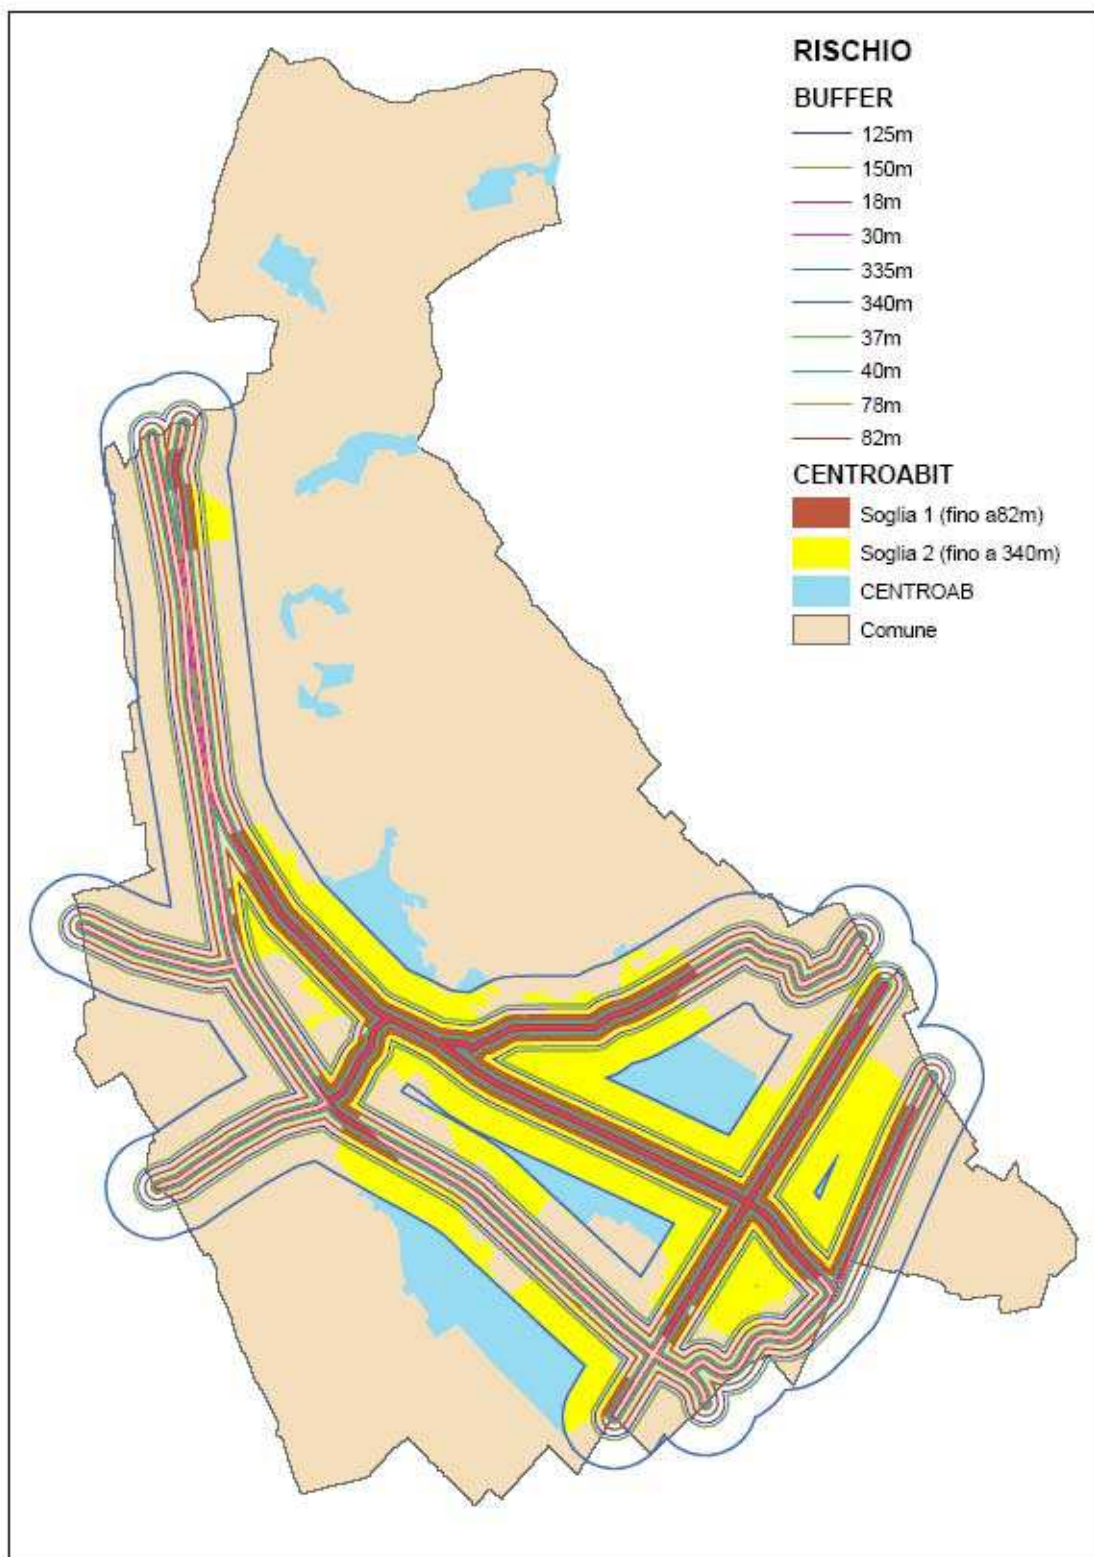 RISCHIO
BUFFER
125m
150m
18m
30m
335m
340m
37m
40m
78m
82m
CENTROABIT
Soglia 1 (fino a82m)
Soglia 2 (fino a 340m)
CENTROAB
Comune